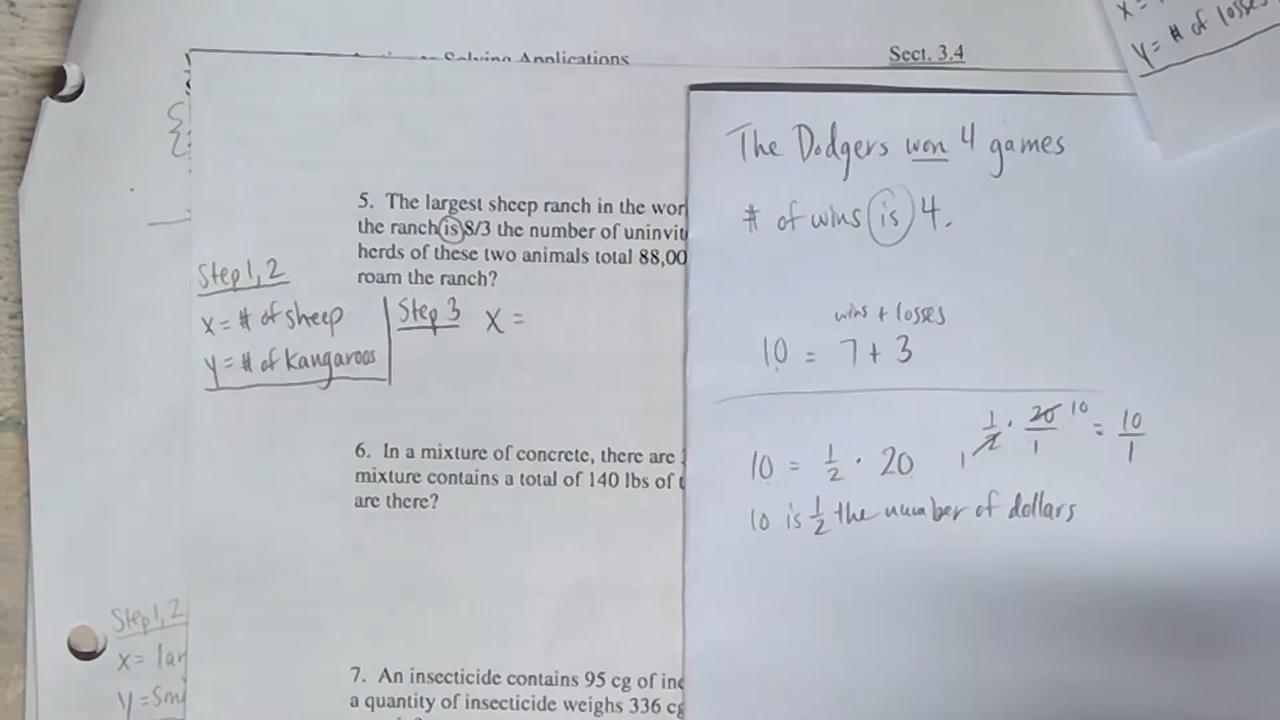 Solving Applications
Sect. 3.4
x =
y = # of losses
The Dodgers won 4 games
# of wins is 4.
wins + losses
10 = 7 + 3
10 = 1/2 · 20
1/2 · 20/1 10 = 10/1
1 
10 is 1/2 the number of dollars
5. The largest sheep ranch in the
the ranch is 8/3 the number of
herds of these two animals total 88,00
roam the ranch?
Step 1, 2
x = # of sheep
y = # of kangaroos
Step 3 x =
6. In a mixture of concrete, there are
mixture contains a total of 140 lbs of
are there?
Step 1, 2
x =
y =
7. An insecticide contains 95 cg of
a quantity of insecticide weighs 336 cg